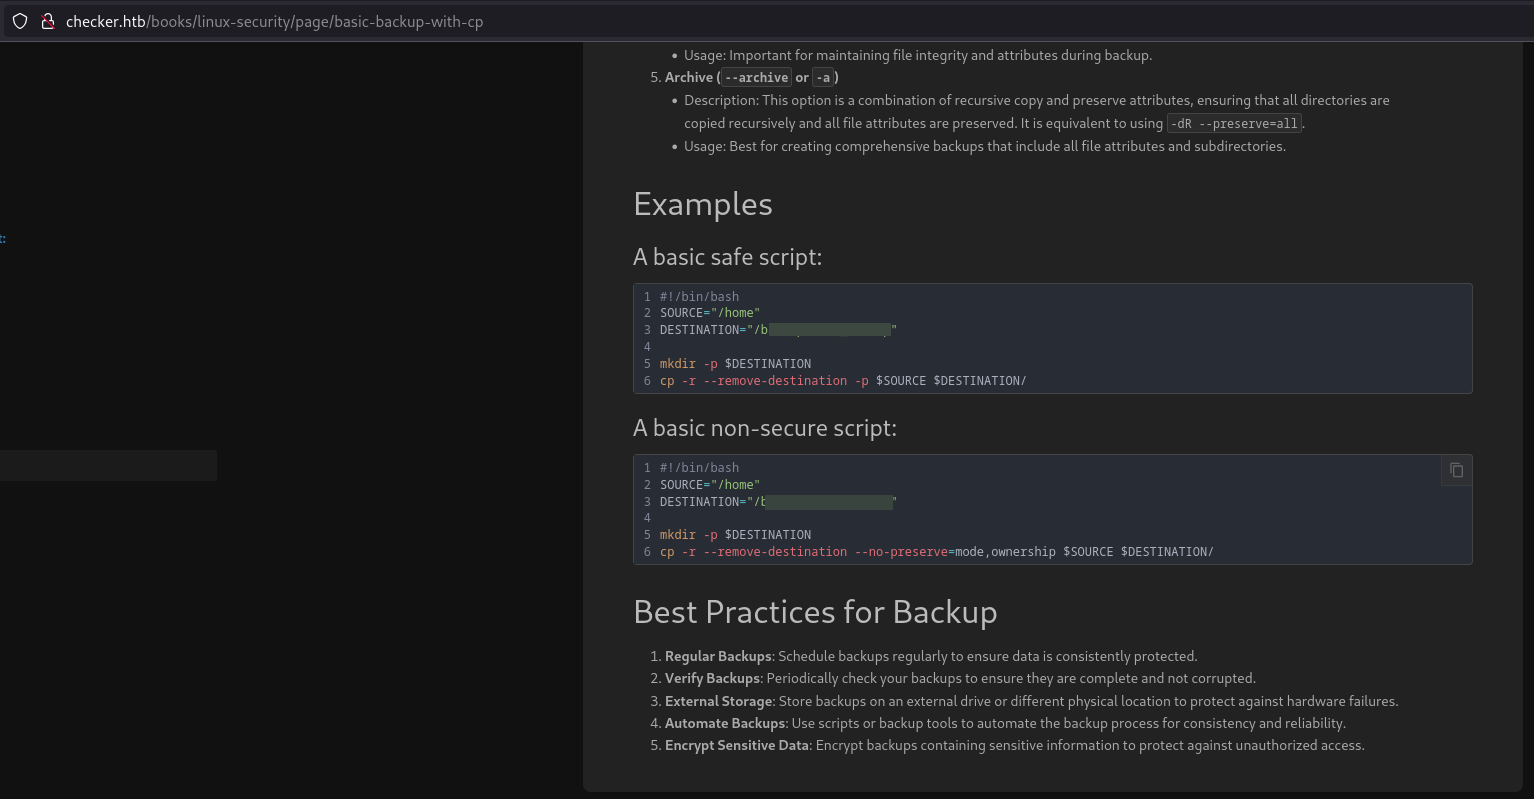 checker.htb/books/linux-security/page/basic-backup-with-cp
• Usage: Important for maintaining file integrity and attributes during backup.
5. Archive (--archive or -a)
• Description: This option is a combination of recursive copy and preserve attributes, ensuring that all directories are
copied recursively and all file attributes are preserved. It is equivalent to using -dR --preserve=all.
• Usage: Best for creating comprehensive backups that include all file attributes and subdirectories.
Examples
A basic safe script:
1 #!/bin/bash
2 SOURCE="/home"
3 DESTINATION="/b"
4
5 mkdir -p $DESTINATION
6 cp -r --remove-destination -p $SOURCE $DESTINATION/
A basic non-secure script:
1 #!/bin/bash
2 SOURCE="/home"
3 DESTINATION="/b"
4
5 mkdir -p $DESTINATION
6 cp -r --remove-destination --no-preserve=mode,ownership $SOURCE $DESTINATION/
Best Practices for Backup
1. Regular Backups: Schedule backups regularly to ensure data is consistently protected.
2. Verify Backups: Periodically check your backups to ensure they are complete and not corrupted.
3. External Storage: Store backups on an external drive or different physical location to protect against hardware failures.
4. Automate Backups: Use scripts or backup tools to automate the backup process for consistency and reliability.
5. Encrypt Sensitive Data: Encrypt backups containing sensitive information to protect against unauthorized access.